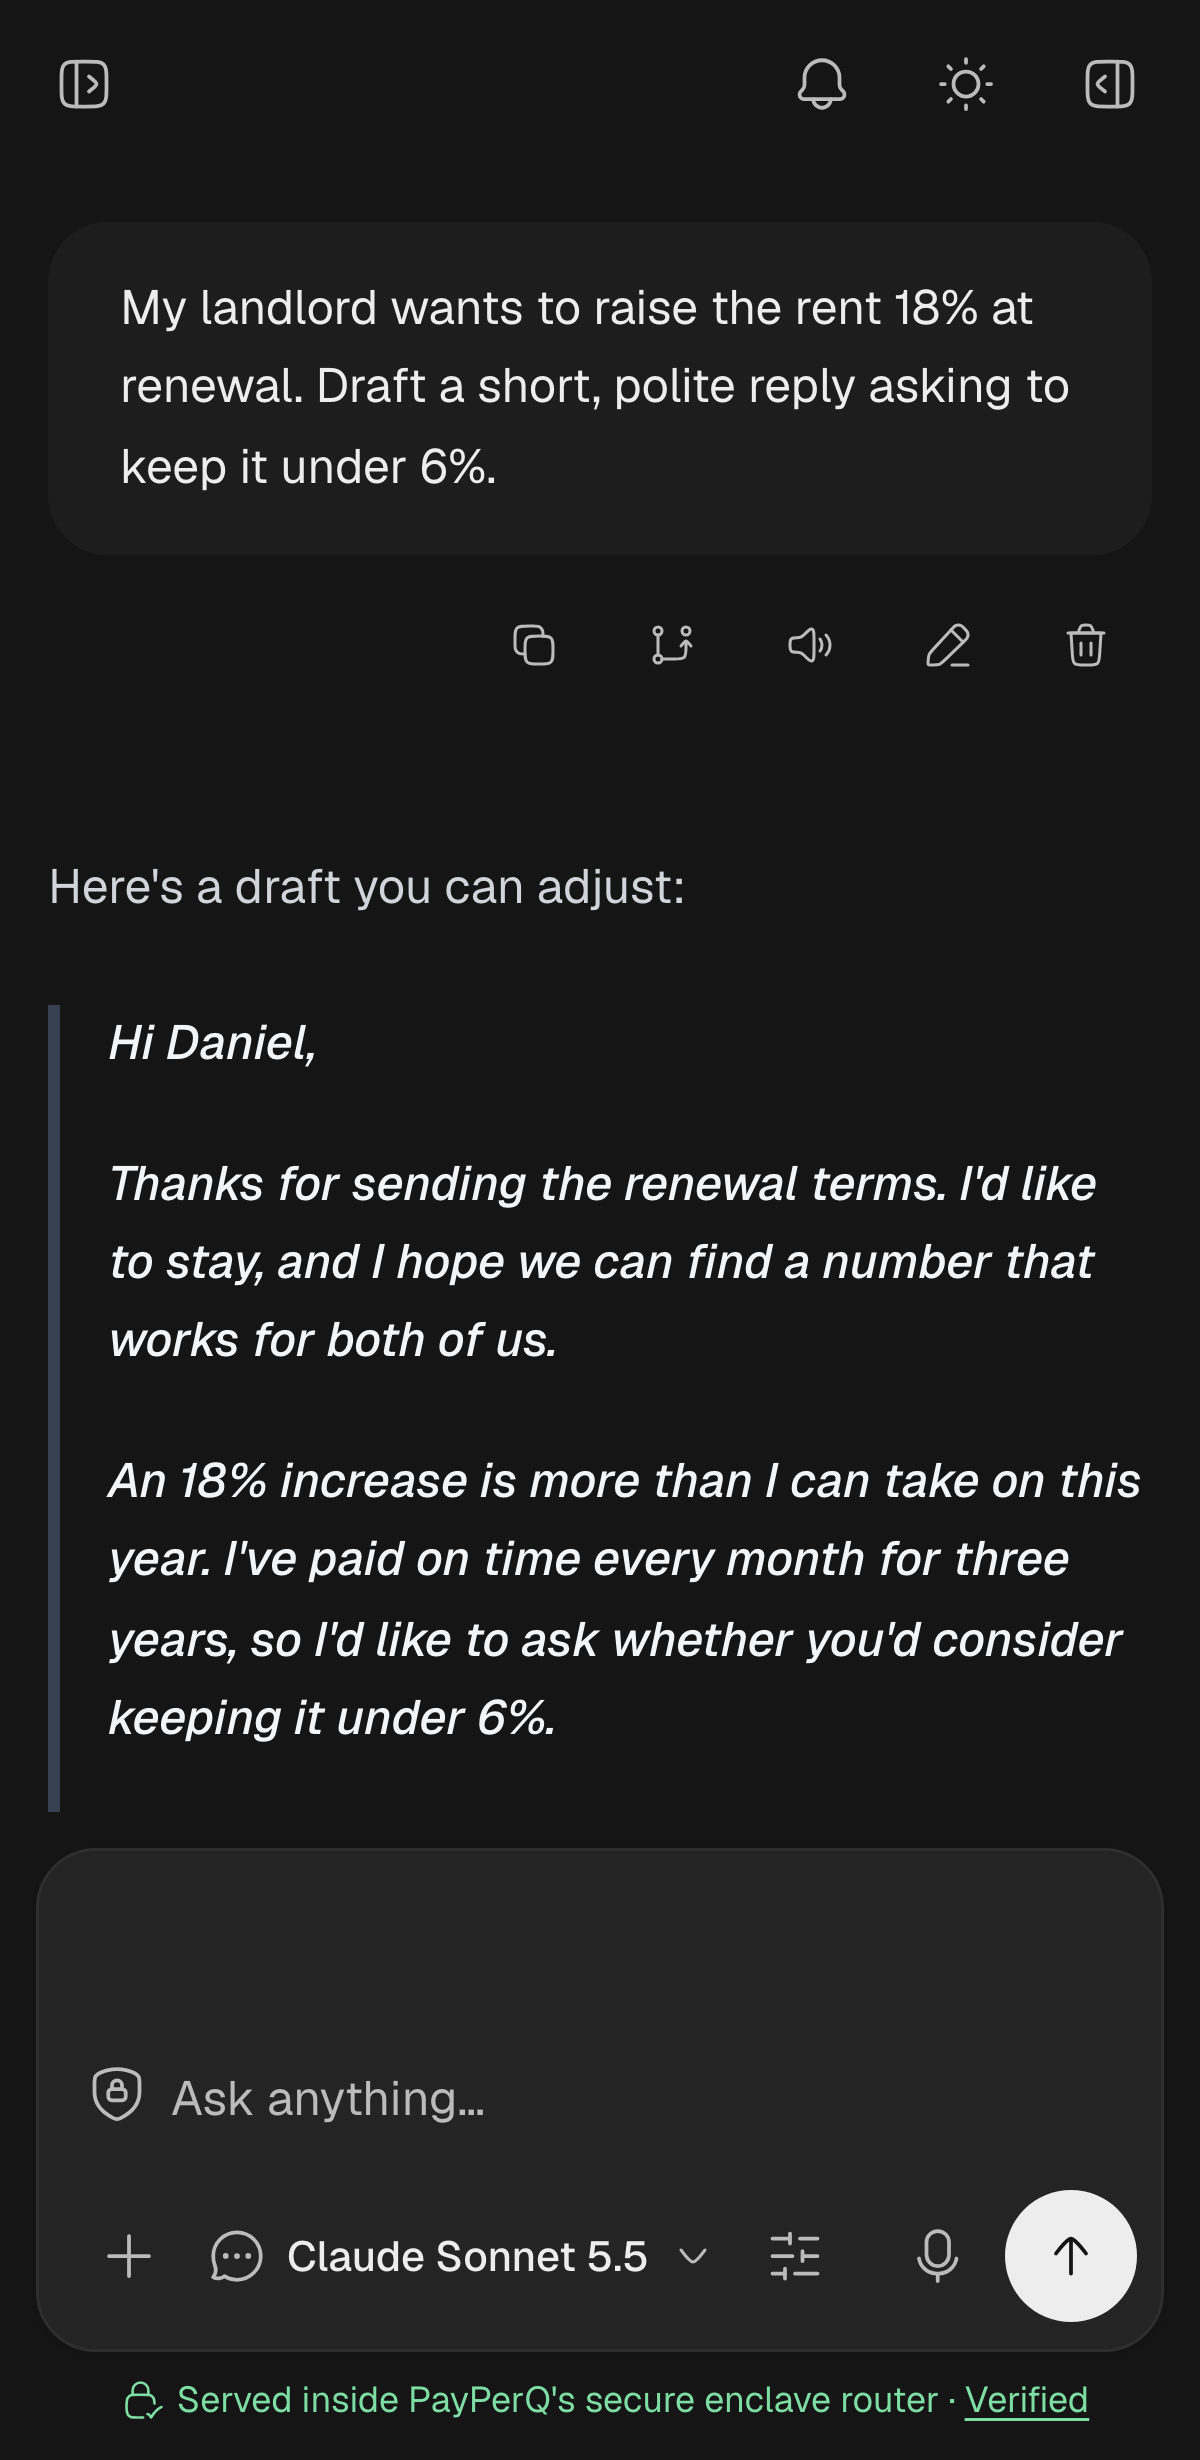 My landlord wants to raise the rent 18% at
renewal. Draft a short, polite reply asking to
keep it under 6%.
Here's a draft you can adjust:
Hi Daniel,
Thanks for sending the renewal terms. I'd like
to stay, and I hope we can find a number that
works for both of us.
An 18% increase is more than I can take on this
year. I've paid on time every month for three
years, so I'd like to ask whether you'd consider
keeping it under 6%.
Ask anything...
Claude Sonnet 5.5
Served inside PayPerQ's secure enclave router · Verified